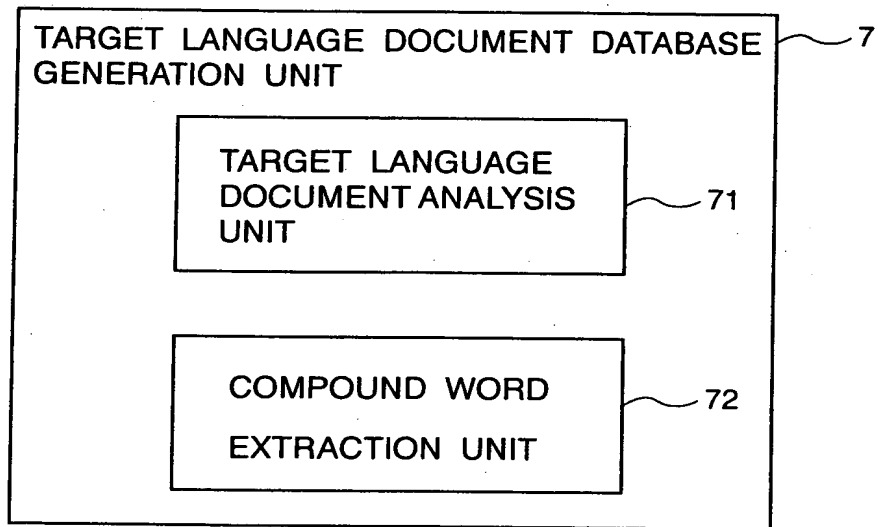 TARGET LANGUAGE DOCUMENT DATABASE 7
GENERATION UNIT
TARGET LANGUAGE
DOCUMENT ANALYSIS 71
UNIT
COMPOUND WORD 72
EXTRACTION UNIT